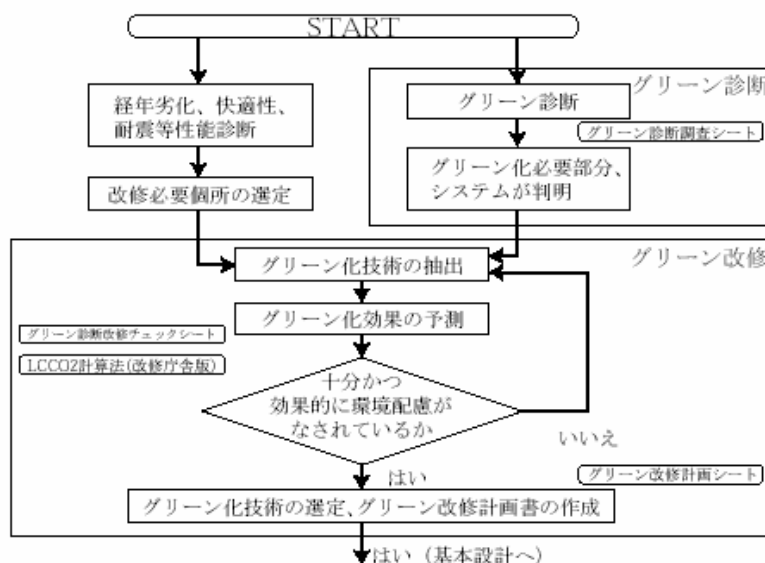 START
グリーン診断
経年劣化、快適性、
耐震等性能診断
グリーン診断
グリーン診断調査シート
グリーン化必要部分、
システムが判明
改修必要個所の選定
グリーン改修
グリーン化技術の抽出
グリーン化効果の予測
グリーン診断改修チェックシート
LCCO2計算法(改修庁舎版)
十分かつ
効果的に環境配慮が
なされているか
いいえ
はい
グリーン改修計画シート
グリーン化技術の選定、グリーン改修計画書の作成
はい（基本設計へ）